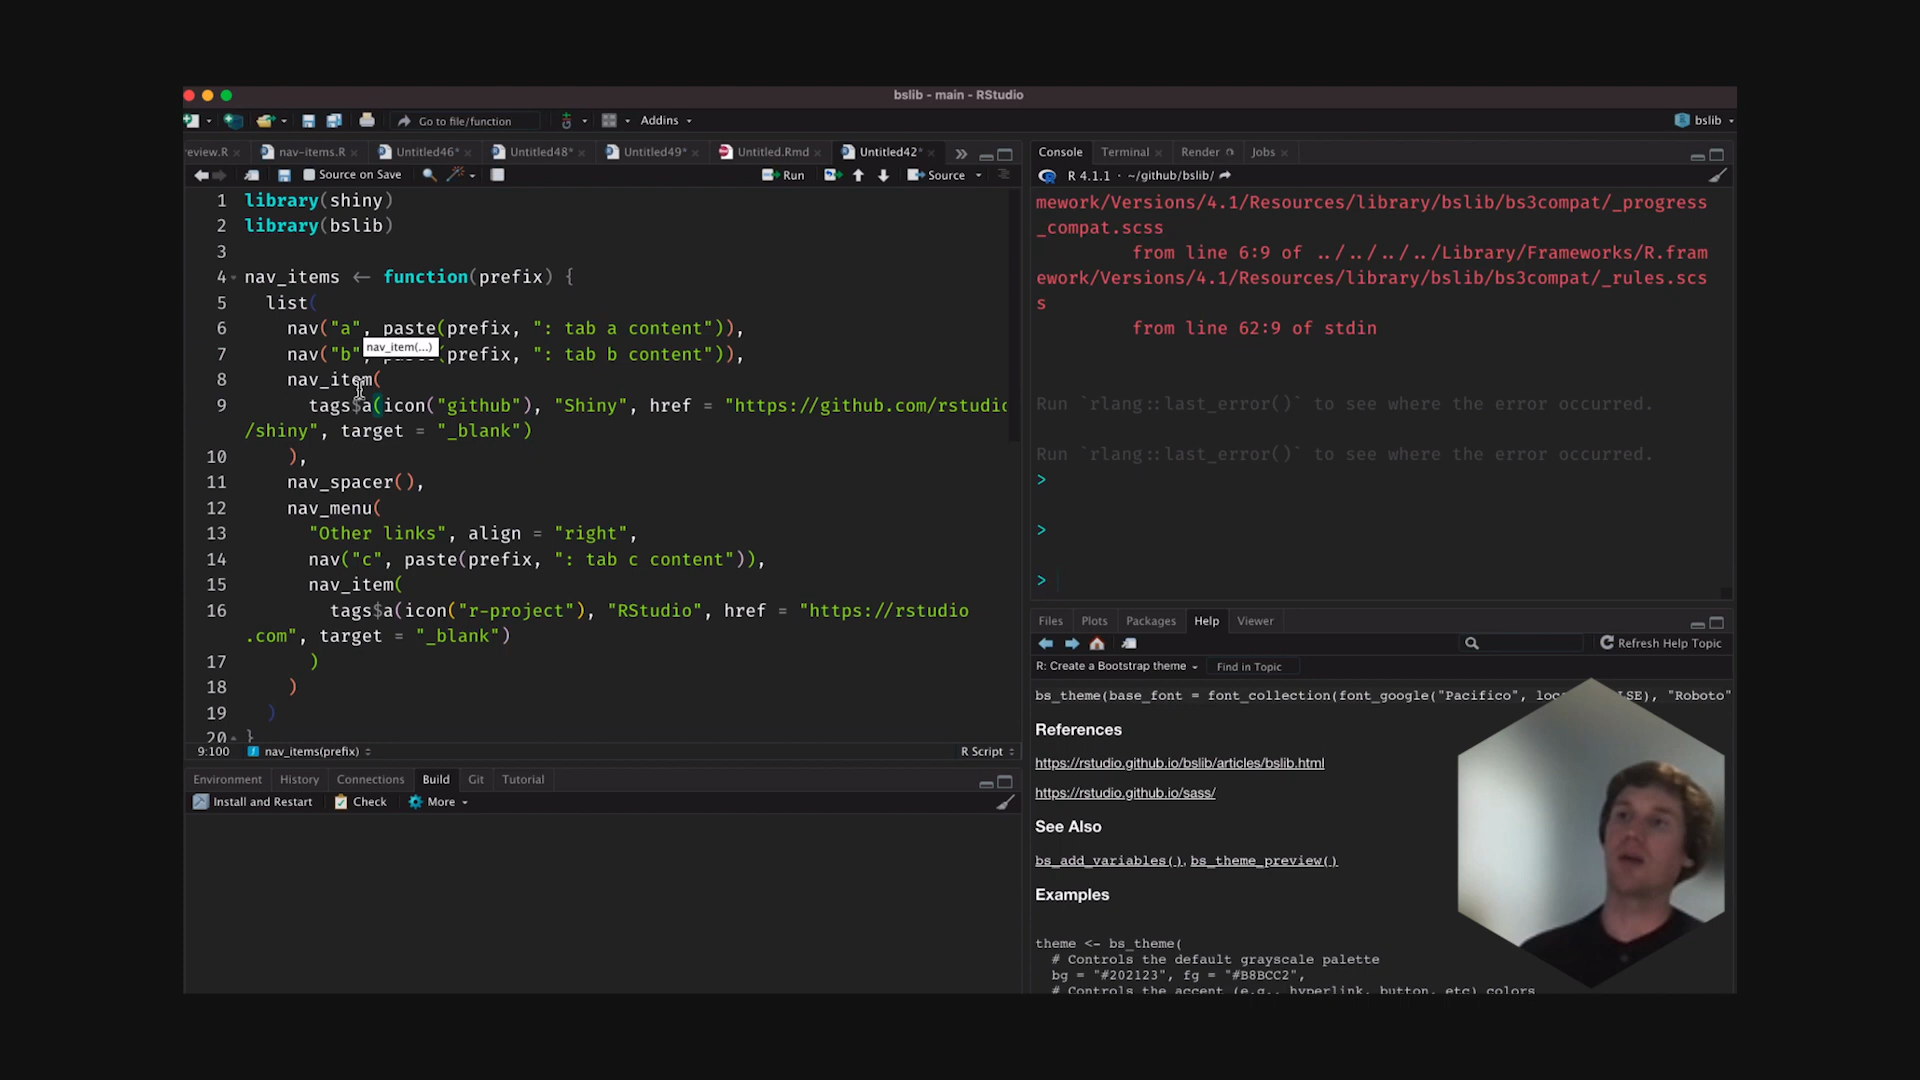 bslib - main - RStudio
Go to file/function
Addins
bslib
eview.R
nav-items.R
Untitled46*
Untitled48*
Untitled49*
Untitled.Rmd
Untitled42*
Source on Save
Run
Source
1 library(shiny)
2 library(bslib)
3
4 nav_items ← function(prefix) {
5 list(
6 nav("a", paste(prefix, ": tab a content")),
7 nav("b", (prefix, ": tab b content")),
nav_item(...)
8 nav_item(
9 tags$a(icon("github"), "Shiny", href = "https://github.com/rstudio
/shiny", target = "_blank")
10 ),
11 nav_spacer(),
12 nav_menu(
13 "Other links", align = "right",
14 nav("c", paste(prefix, ": tab c content")),
15 nav_item(
16 tags$a(icon("r-project"), "RStudio", href = "https://rstudio
.com", target = "_blank")
17 )
18 )
19 )
20 }
9:100 nav_items(prefix)
R Script
Environment History Connections Build Git Tutorial
Install and Restart Check More
Console Terminal Render Jobs
R 4.1.1 · ~/github/bslib/
mework/Versions/4.1/Resources/library/bslib/bs3compat/_progress
_compat.scss
from line 6:9 of ../../../../Library/Frameworks/R.fram
ework/Versions/4.1/Resources/library/bslib/bs3compat/_rules.scs
s
from line 62:9 of stdin
Run `rlang::last_error()` to see where the error occurred.
Run `rlang::last_error()` to see where the error occurred.
>
>
>
Files Plots Packages Help Viewer
Refresh Help Topic
R: Create a Bootstrap theme
Find in Topic
bs_theme(base_font = font_collection(font_google("Pacifico", loc LSE), "Roboto"
References
https://rstudio.github.io/bslib/articles/bslib.html
https://rstudio.github.io/sass/
See Also
bs_add_variables(), bs_theme_preview()
Examples
theme <- bs_theme(
# Controls the default grayscale palette
bg = "#202123", fg = "#B8BCC2",
# Controls the accent (e.g., hyperlink, button, etc) colors